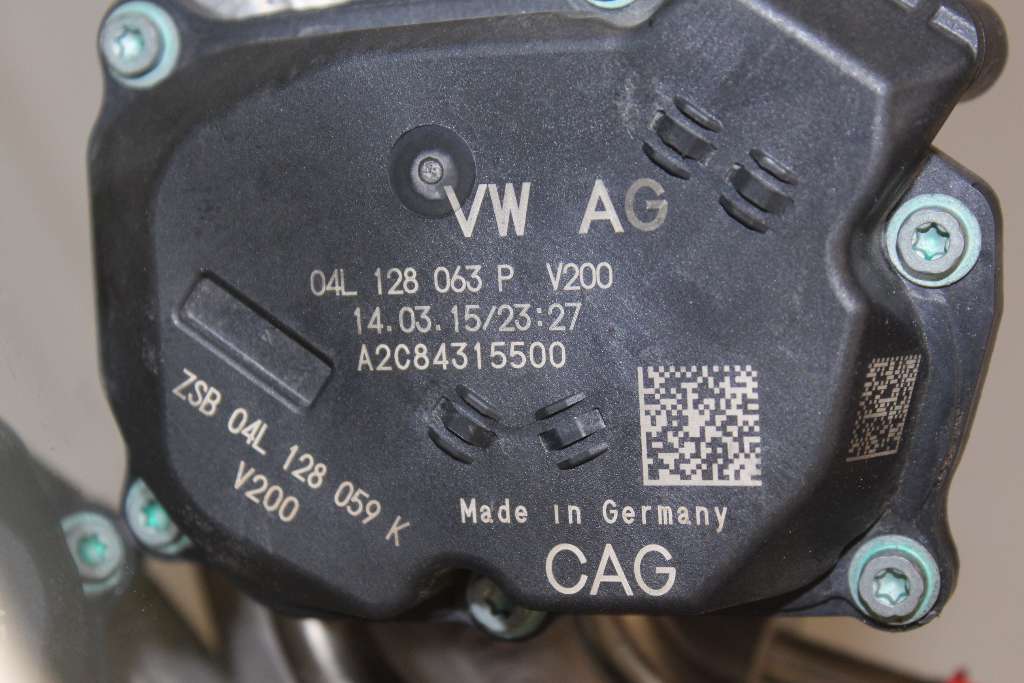 VW AG
04L 128 063 P V200
14.03.15/23:27
A2C84315500
ZSB 04L 128 059 K
V200
Made in Germany
CAG